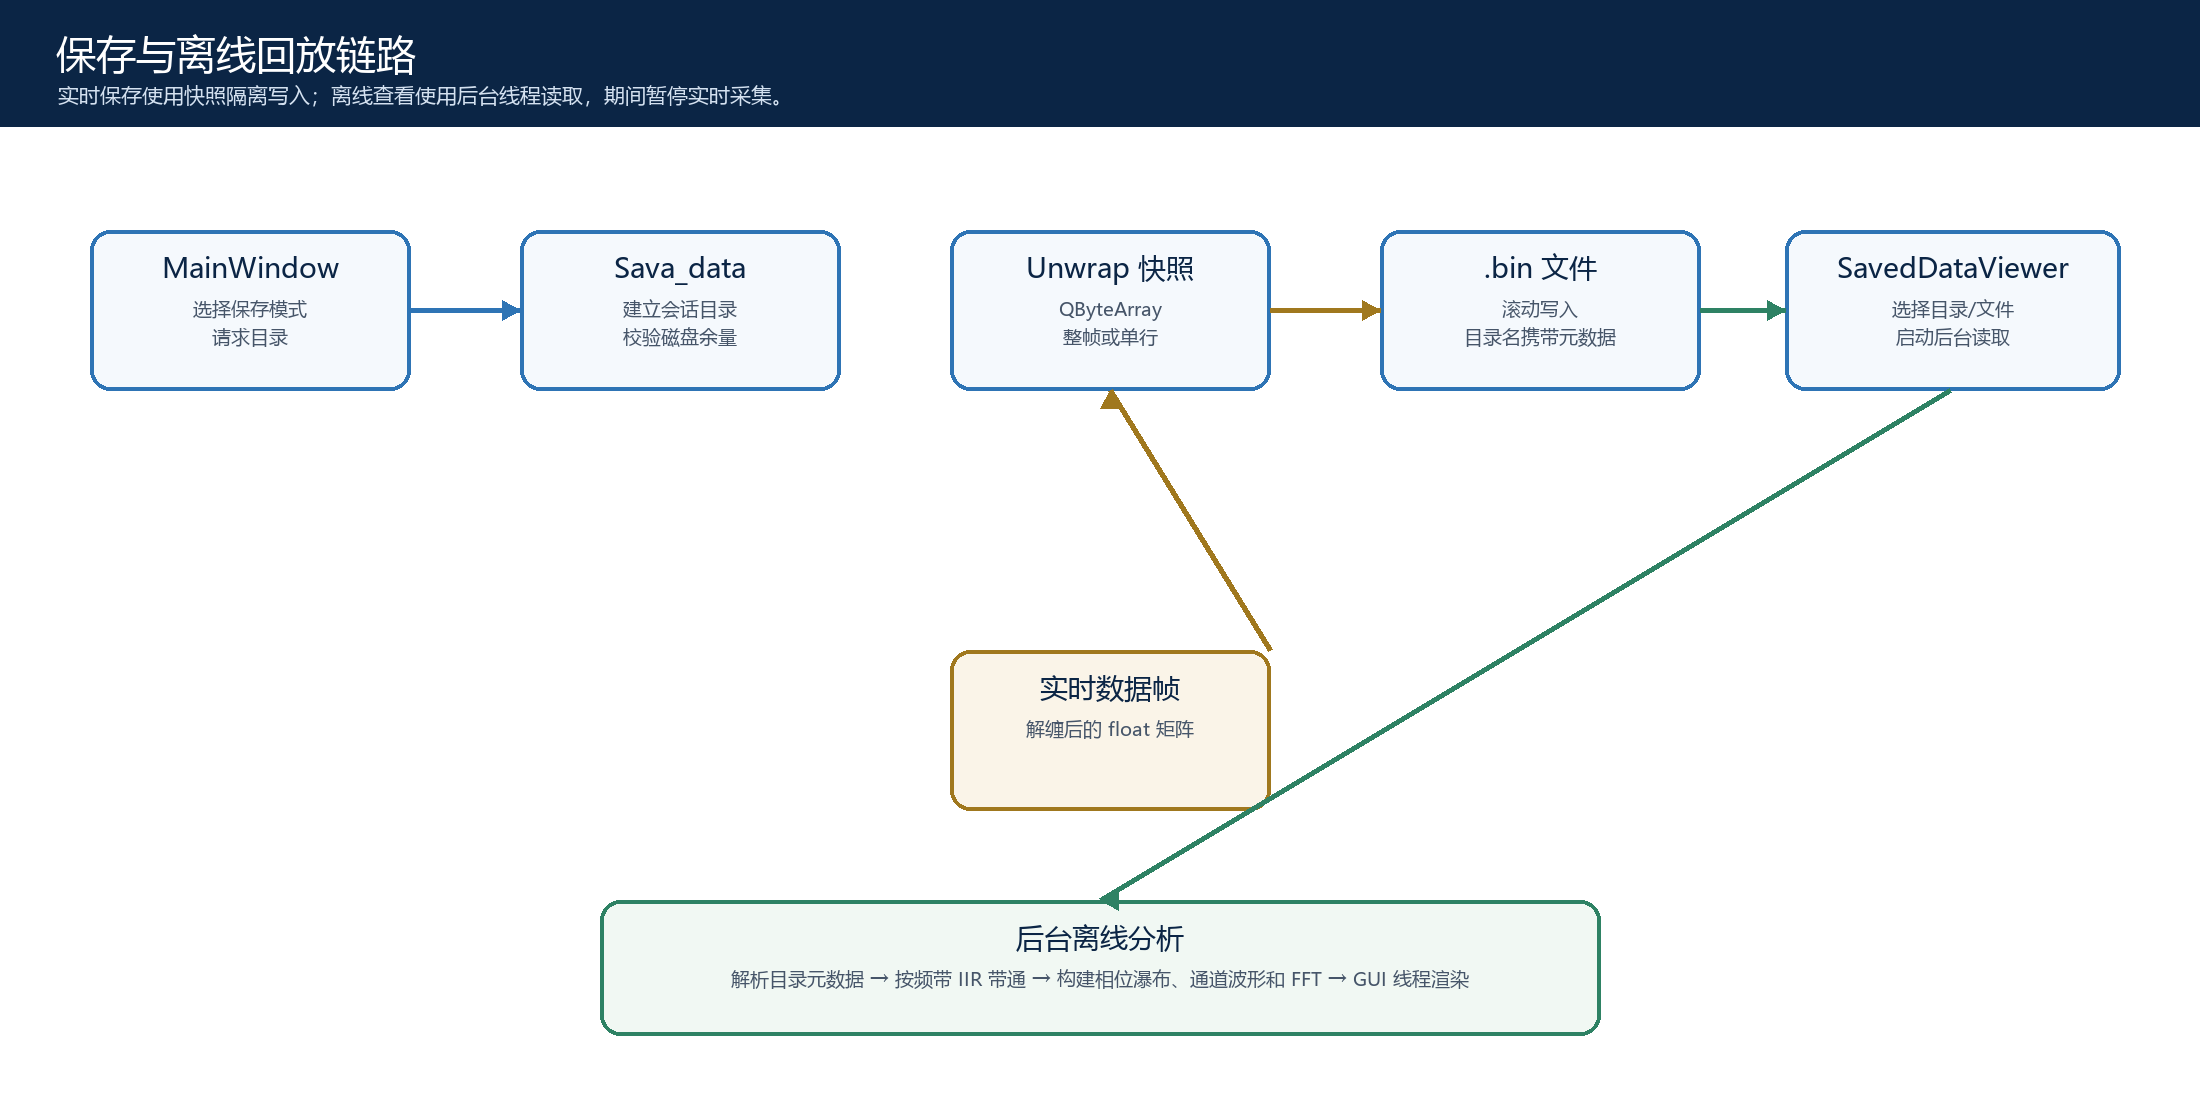 保存与离线回放链路
实时保存使用快照隔离写入；离线查看使用后台线程读取，期间暂停实时采集。
MainWindow
选择保存模式
请求目录
Sava_data
建立会话目录
校验磁盘余量
Unwrap 快照
QByteArray
整帧或单行
.bin 文件
滚动写入
目录名携带元数据
SavedDataViewer
选择目录/文件
启动后台读取
实时数据帧
解缠后的 float 矩阵
后台离线分析
解析目录元数据 → 按频带 IIR 带通 → 构建相位瀑布、通道波形和 FFT → GUI 线程渲染